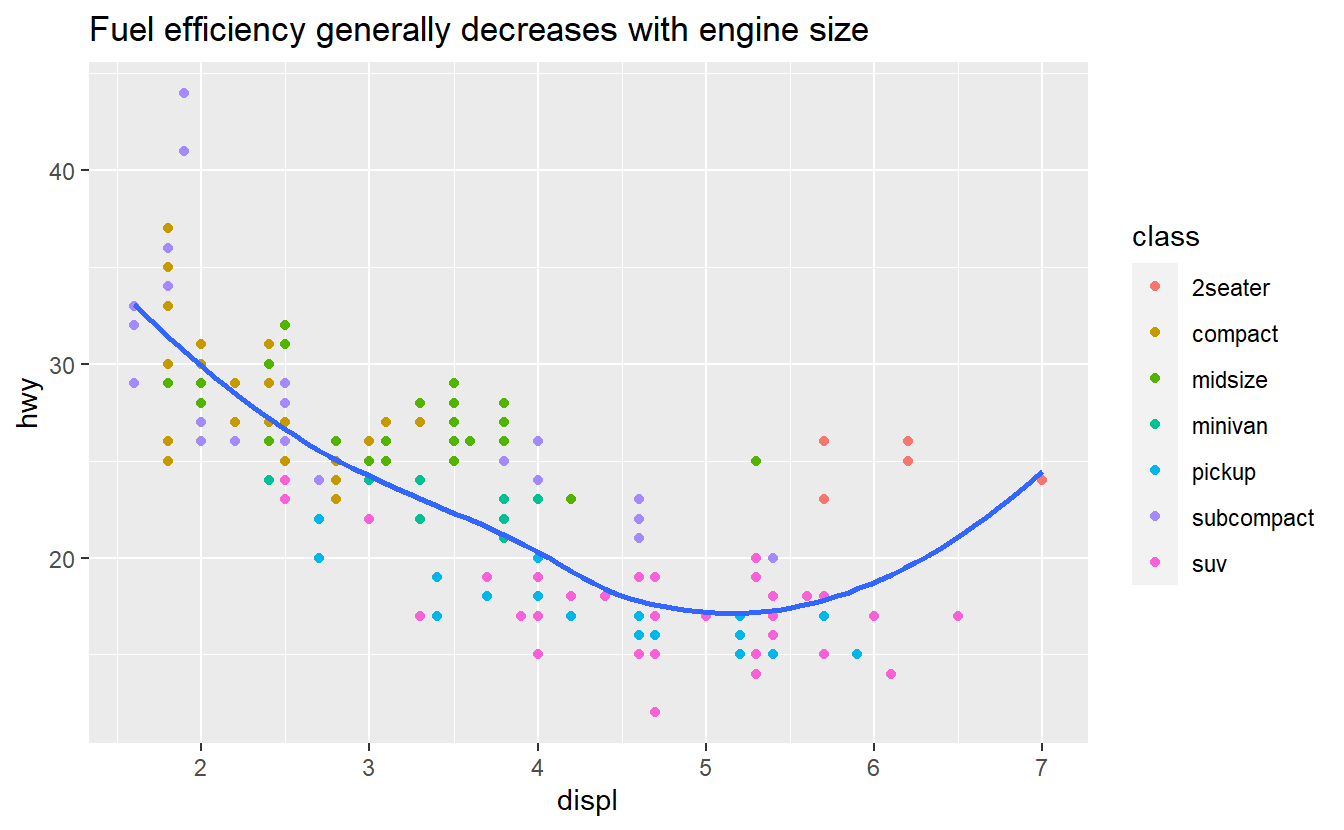 Fuel efficiency generally decreases with engine size
40
30
20
hwy
2 3 4 5 6 7
displ
class
2seater
compact
midsize
minivan
pickup
subcompact
suv